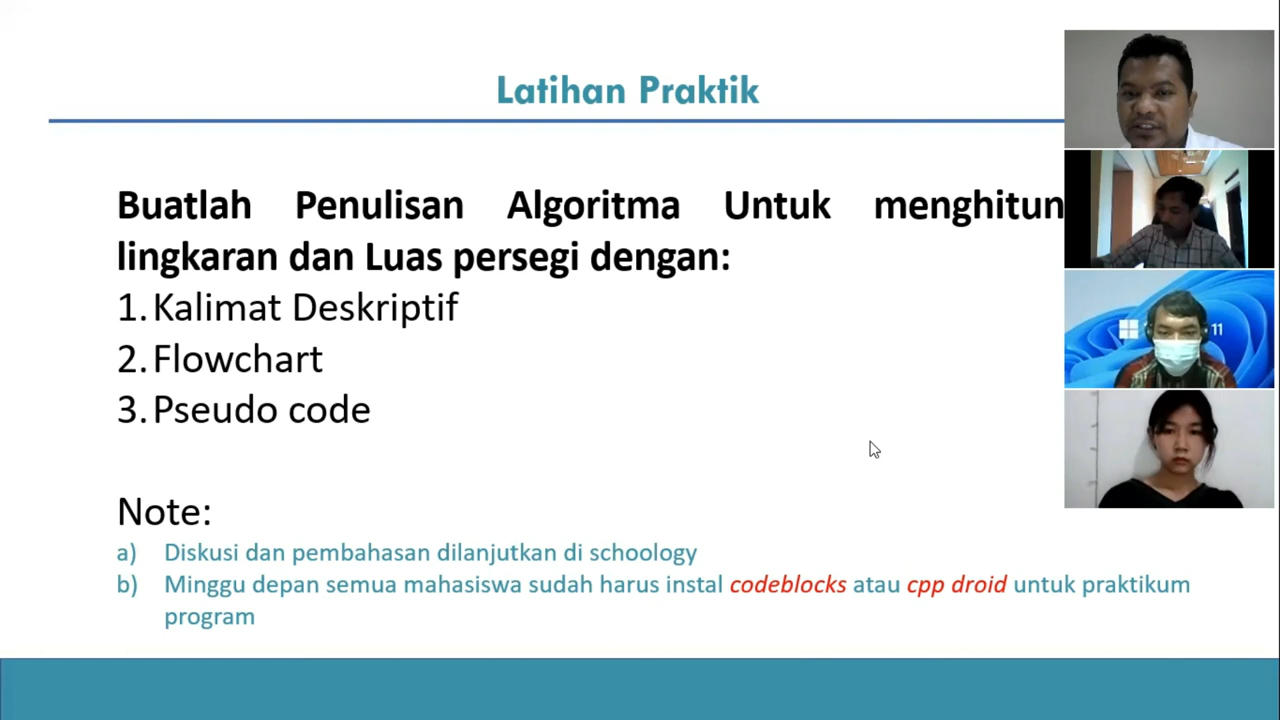 Latihan Praktik
Buatlah Penulisan Algoritma Untuk
lingkaran dan Luas persegi dengan:
1. Kalimat Deskriptif
2. Flowchart
3. Pseudo code
Note:
a) Diskusi dan pembahasan dilanjutkan di schoology
b) Minggu depan semua mahasiswa sudah harus instal codeblocks atau cpp droid untuk praktikum
program
11